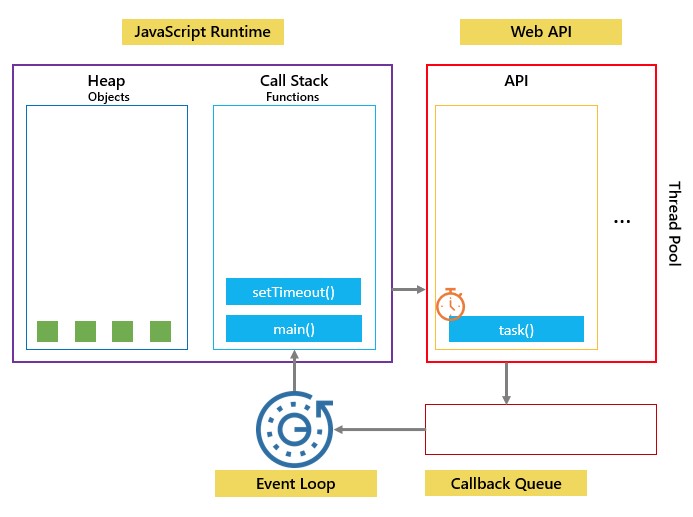 JavaScript Runtime
Web API
Heap
Objects
Call Stack
Functions
API
Thread Pool
...
setTimeout()
main()
task()
Event Loop
Callback Queue